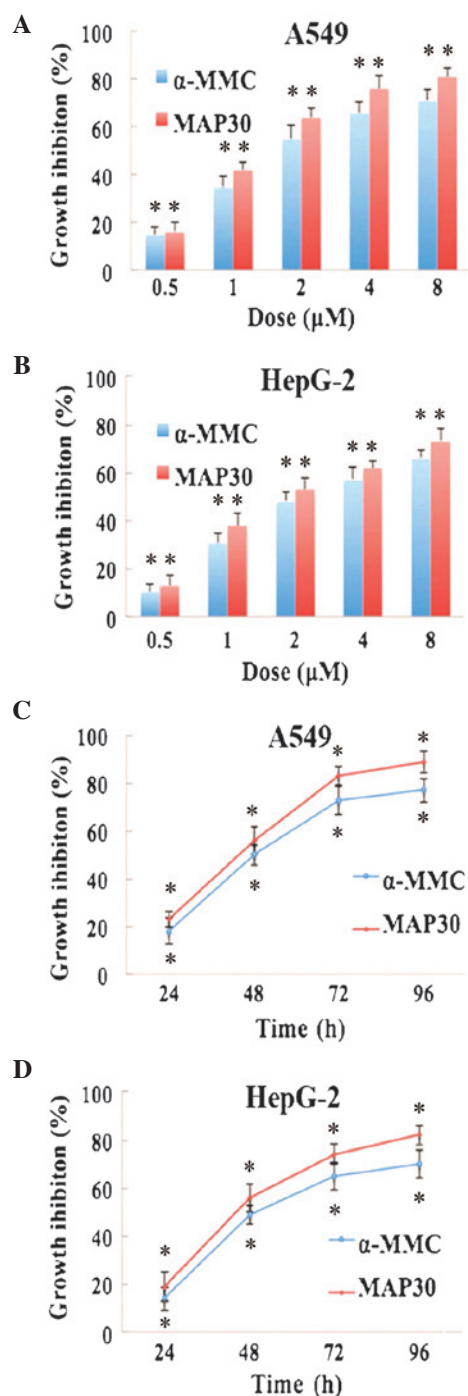 A
A549
Growth ihibiton (%)
100
80
60
40
20
0
α-MMC
MAP30
* * * * * * * * * *
0.5 1 2 4 8
Dose (μM)
B
HepG-2
Growth ihibiton (%)
100
80
60
40
20
0
α-MMC
MAP30
* * * * * * * * * *
0.5 1 2 4 8
Dose (μM)
C
A549
Growth ihibiton (%)
100
80
60
40
20
0
* * * *
* * * *
α-MMC
MAP30
24 48 72 96
Time (h)
D
HepG-2
Growth ihibiton (%)
100
80
60
40
20
0
* * * *
* * * *
α-MMC
MAP30
24 48 72 96
Time (h)